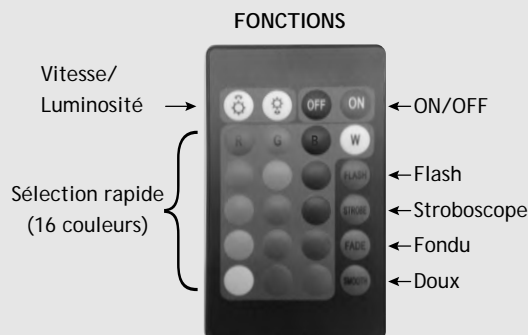 FONCTIONS
Vitesse/
Luminosité
OFF ON
ON/OFF
R G B W
Sélection rapide
(16 couleurs)
FLASH
Flash
STROBE
Stroboscope
FADE
Fondu
SMOOTH
Doux